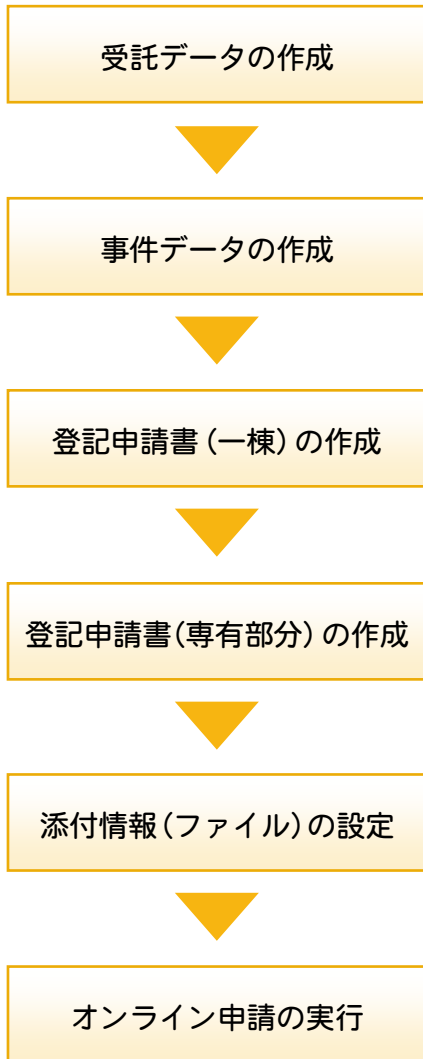 受託データの作成
事件データの作成
登記申請書(一棟)の作成
登記申請書(専有部分)の作成
添付情報(ファイル)の設定
オンライン申請の実行